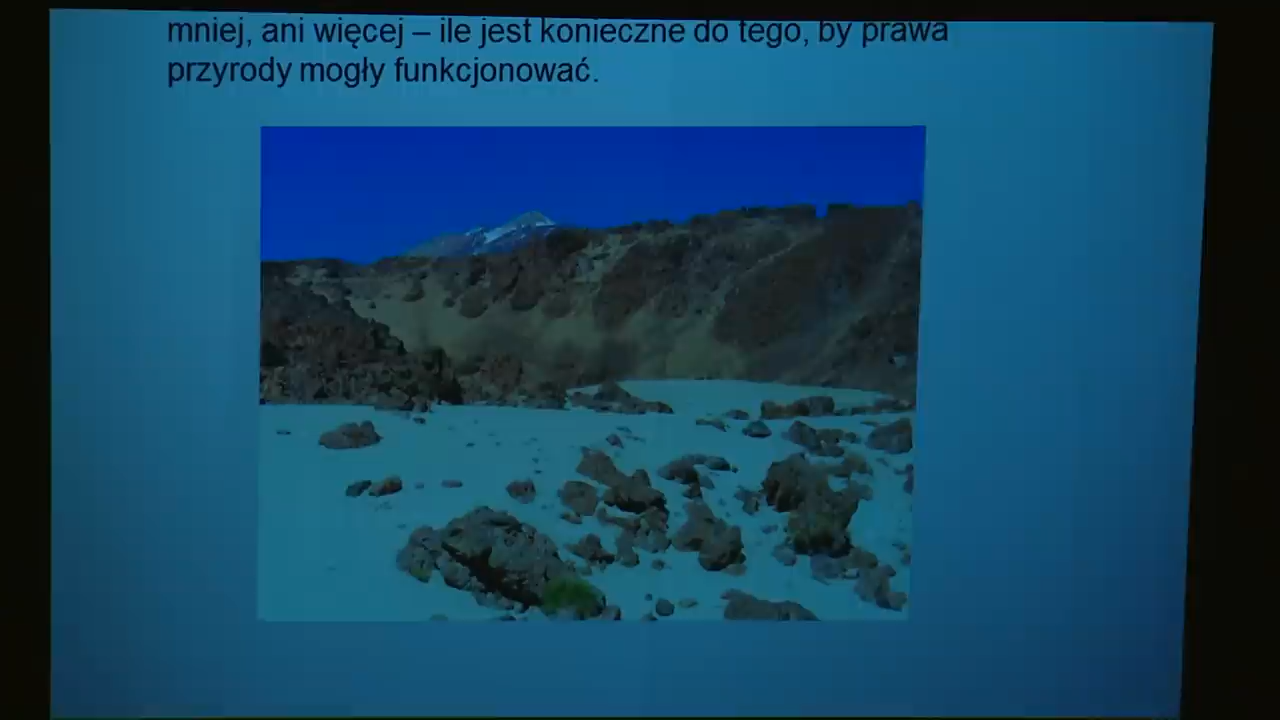 mniej, ani więcej – ile jest konieczne do tego, by prawa
przyrody mogły funkcjonować.